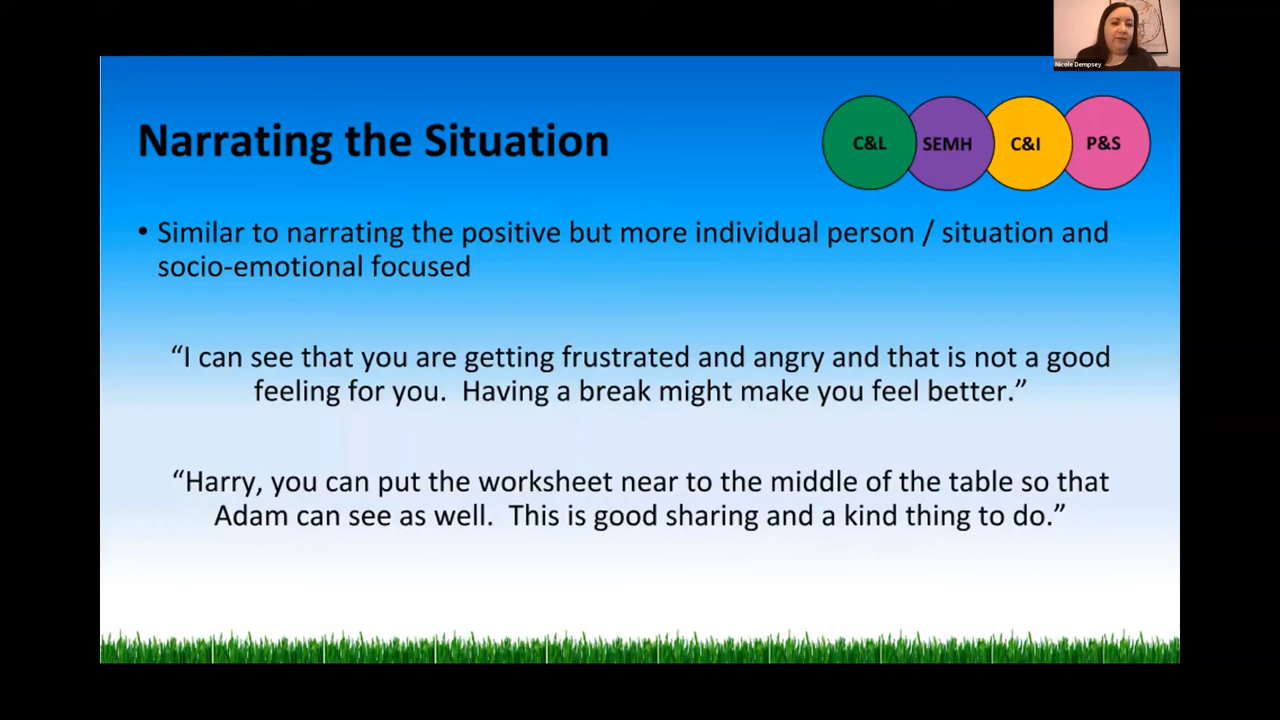 Nicole Dempsey
Narrating the Situation
C&L
SEMH
C&I
P&S
• Similar to narrating the positive but more individual person / situation and
socio-emotional focused
“I can see that you are getting frustrated and angry and that is not a good
feeling for you.  Having a break might make you feel better.”
“Harry, you can put the worksheet near to the middle of the table so that
Adam can see as well.  This is good sharing and a kind thing to do.”